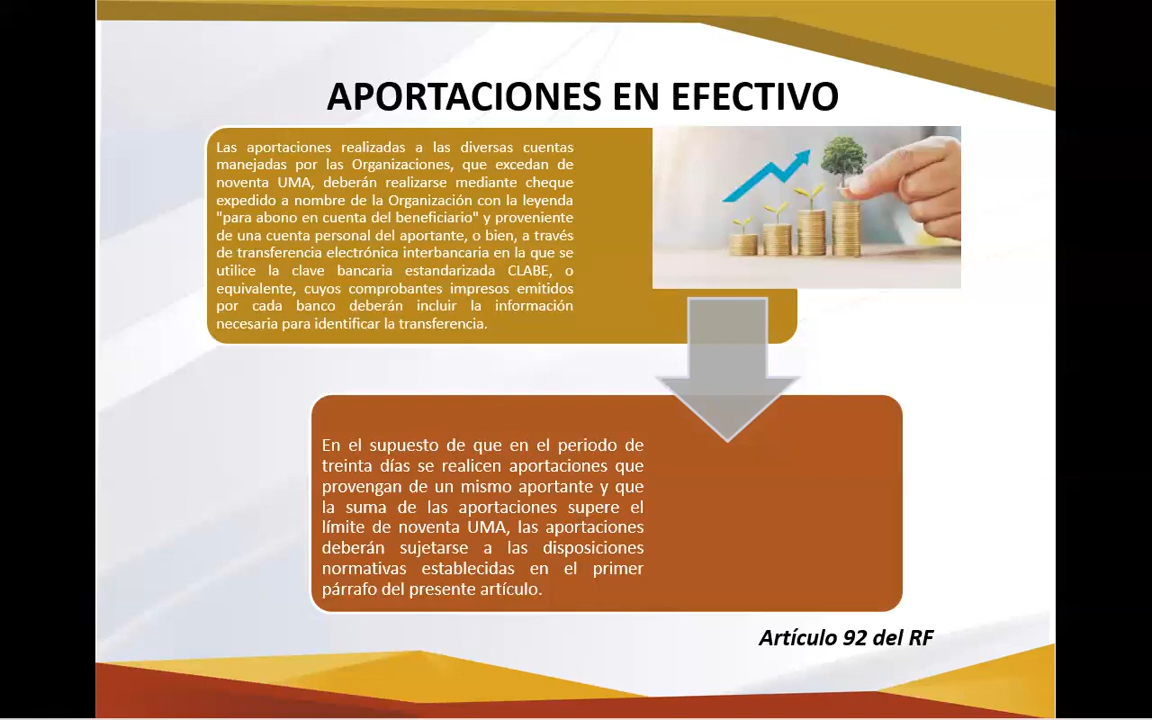 APORTACIONES EN EFECTIVO
Las aportaciones realizadas a las diversas cuentas
manejadas por las Organizaciones, que excedan de
noventa UMA, deberán realizarse mediante cheque
expedido a nombre de la Organización con la leyenda
"para abono en cuenta del beneficiario" y proveniente
de una cuenta personal del aportante, o bien, a través
de transferencia electrónica interbancaria en la que se
utilice la clave bancaria estandarizada CLABE, o
equivalente, cuyos comprobantes impresos emitidos
por cada banco deberán incluir la información
necesaria para identificar la transferencia.
En el supuesto de que en el periodo de
treinta días se realicen aportaciones que
provengan de un mismo aportante y que
la suma de las aportaciones supere el
límite de noventa UMA, las aportaciones
deberán sujetarse a las disposiciones
normativas establecidas en el primer
párrafo del presente artículo.
Artículo 92 del RF